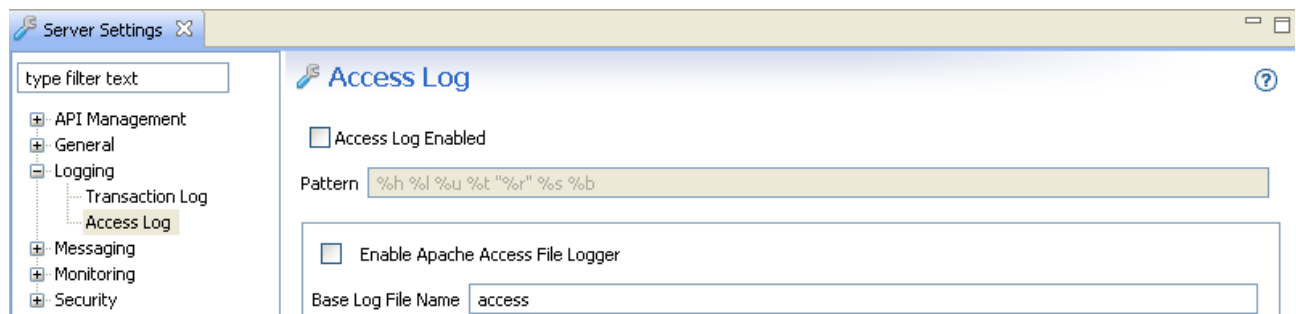 Server Settings
type filter text
API Management
General
Logging
Transaction Log
Access Log
Messaging
Monitoring
Security
Access Log
Access Log Enabled
Pattern %h %l %u %t "%r" %s %b
Enable Apache Access File Logger
Base Log File Name access